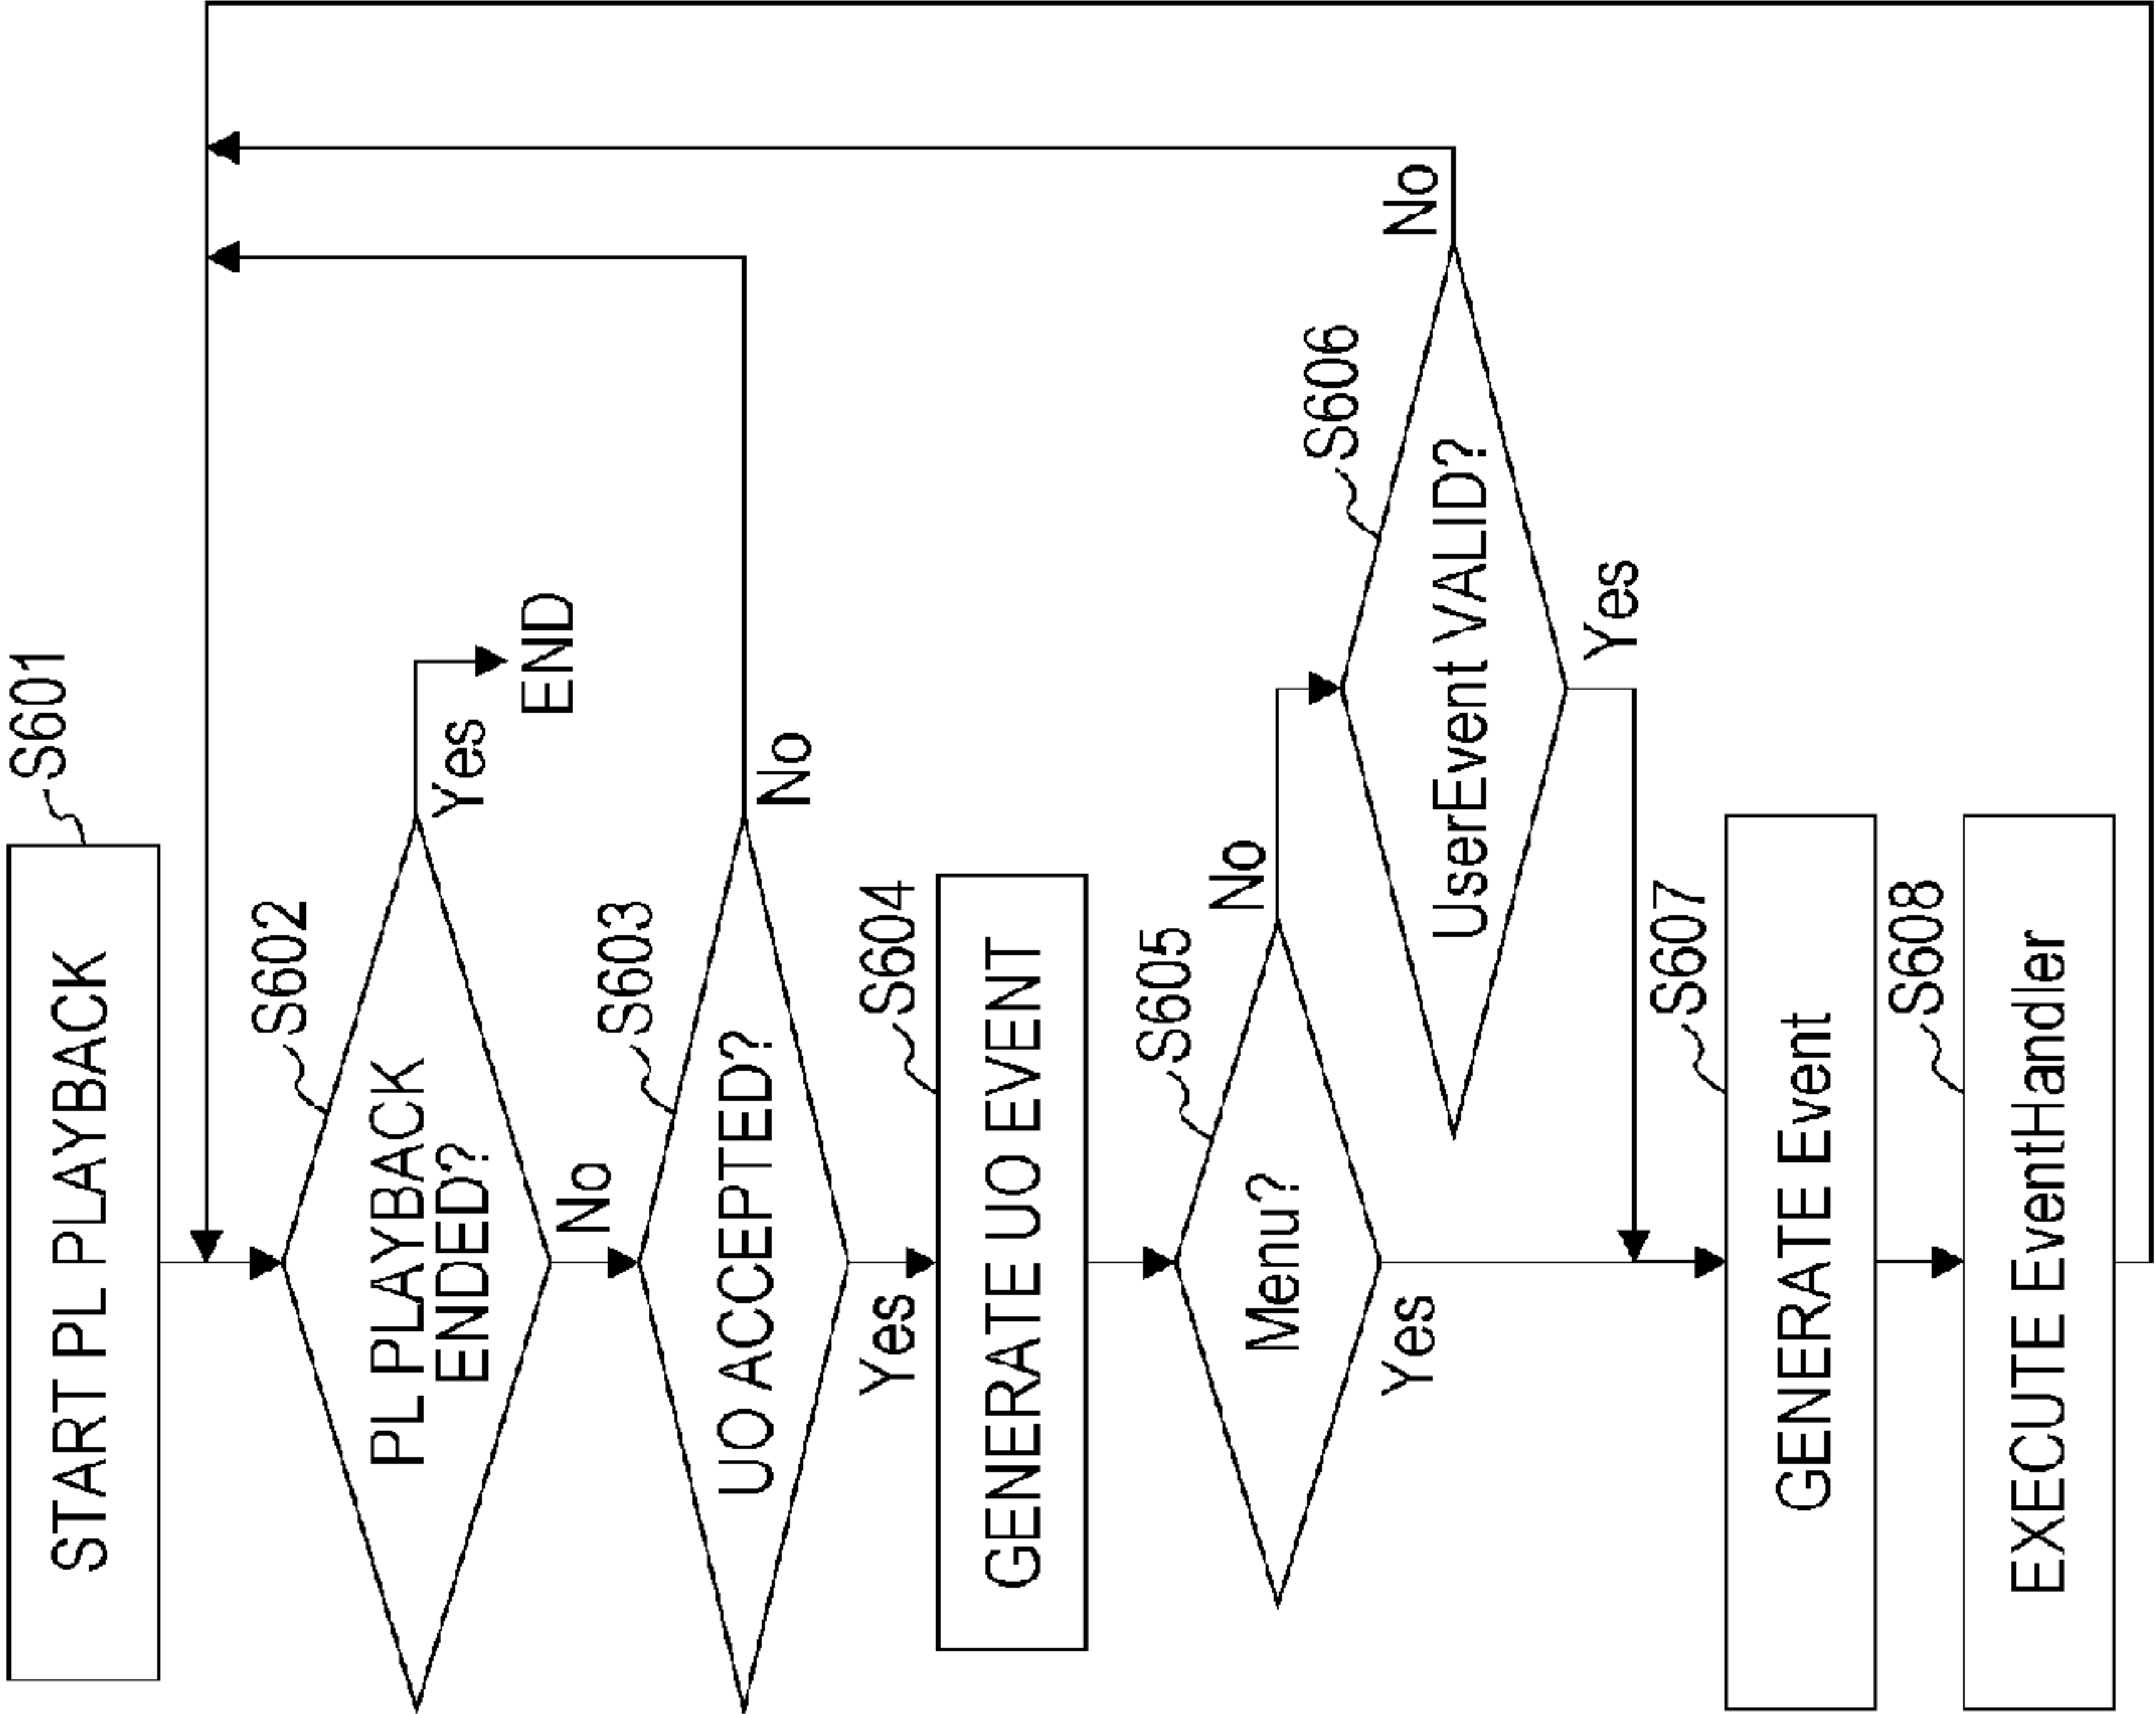 S601
START PL PLAYBACK
S602
PL PLAYBACK
ENDED?
Yes
END
No
S603
UO ACCEPTED?
No
Yes
S604
GENERATE UO EVENT
S605
Menu?
No
Yes
S606
UserEvent VALID?
No
Yes
S607
GENERATE Event
S608
EXECUTE EventHandler